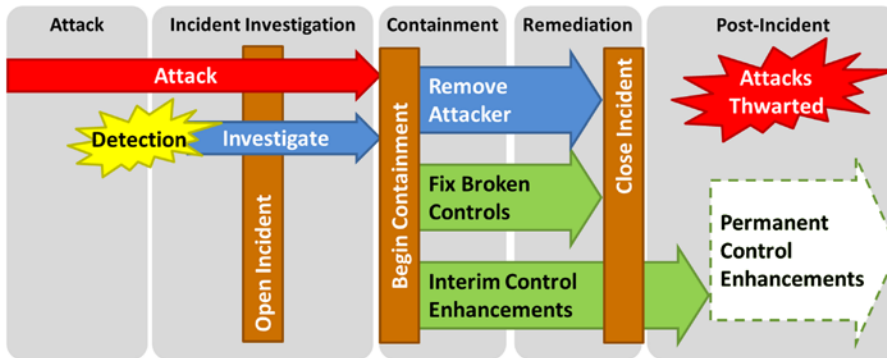 Attack
Incident Investigation
Containment
Remediation
Post-Incident
Attack
Detection
Investigate
Open Incident
Begin Containment
Remove
Attacker
Fix Broken
Controls
Interim Control
Enhancements
Close Incident
Attacks
Thwarted
Permanent
Control
Enhancements